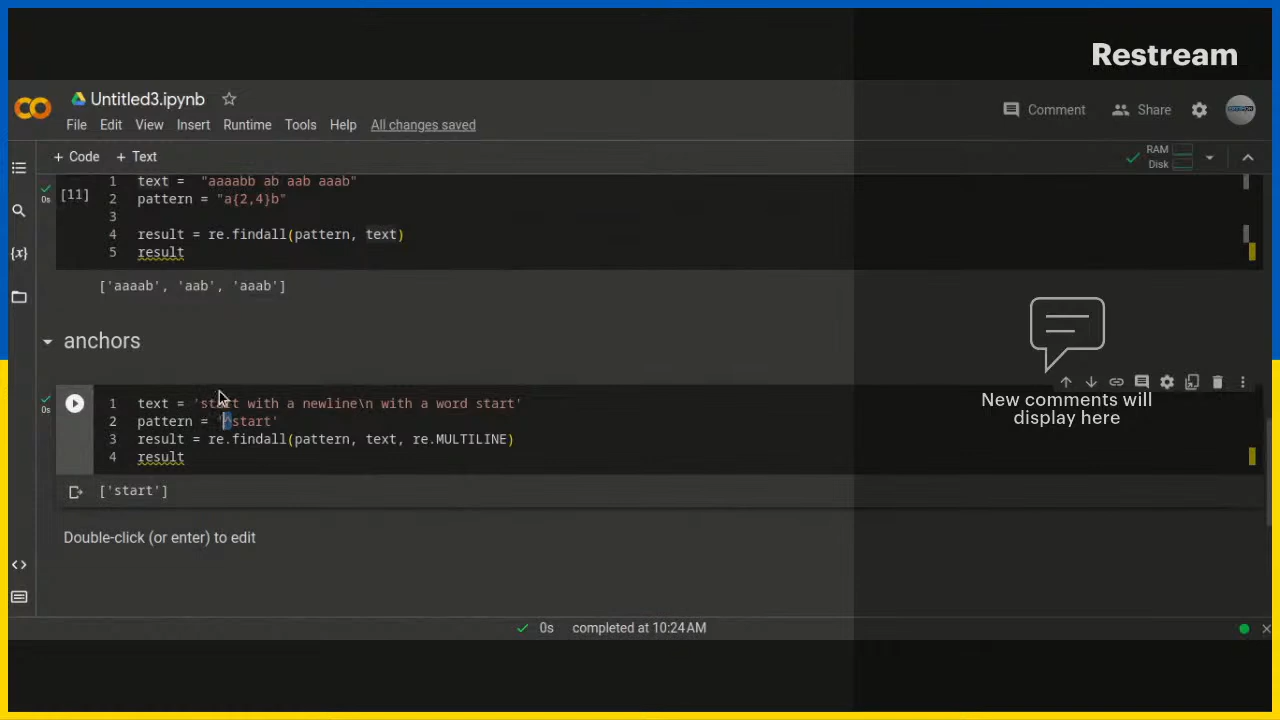 Restream
Untitled3.ipynb
Comment
Share
File Edit View Insert Runtime Tools Help All changes saved
+ Code + Text
RAM
Disk
[11]
0s
1 text = "aaaabb ab aab aaab"
2 pattern = "a{2,4}b"
3
4 result = re.findall(pattern, text)
5 result
['aaaab', 'aab', 'aaab']
anchors
0s
1 text = 'start with a newline\n with a word start'
2 pattern = '^start'
3 result = re.findall(pattern, text, re.MULTILINE)
4 result
['start']
New comments will
display here
Double-click (or enter) to edit
0s completed at 10:24 AM